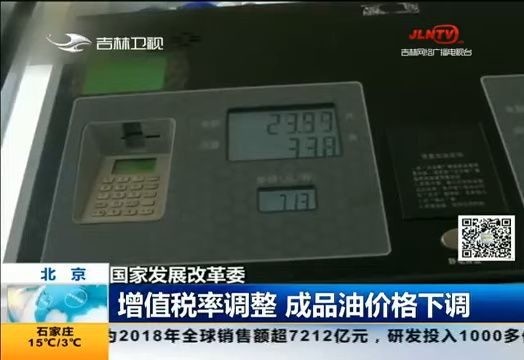 吉林卫视
JLNTV
吉林网络广播电视台
23.99
3.38
7.13
北京
国家发展改革委
增值税率调整 成品油价格下调
石家庄
15℃/3℃
为2018年全球销售额超7212亿元，研发投入1000多